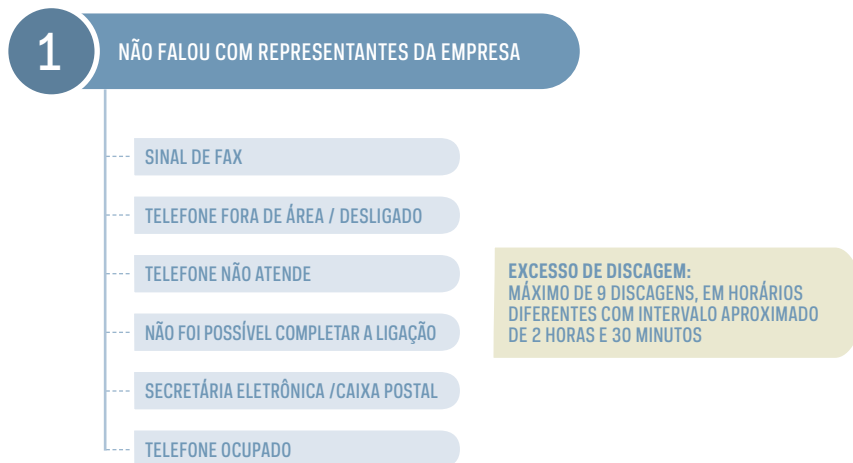 1
NÃO FALOU COM REPRESENTANTES DA EMPRESA
SINAL DE FAX
TELEFONE FORA DE ÁREA / DESLIGADO
TELEFONE NÃO ATENDE
NÃO FOI POSSÍVEL COMPLETAR A LIGAÇÃO
SECRETÁRIA ELETRÔNICA /CAIXA POSTAL
TELEFONE OCUPADO
EXCESSO DE DISCAGEM:
MÁXIMO DE 9 DISCAGENS, EM HORÁRIOS
DIFERENTES COM INTERVALO APROXIMADO
DE 2 HORAS E 30 MINUTOS